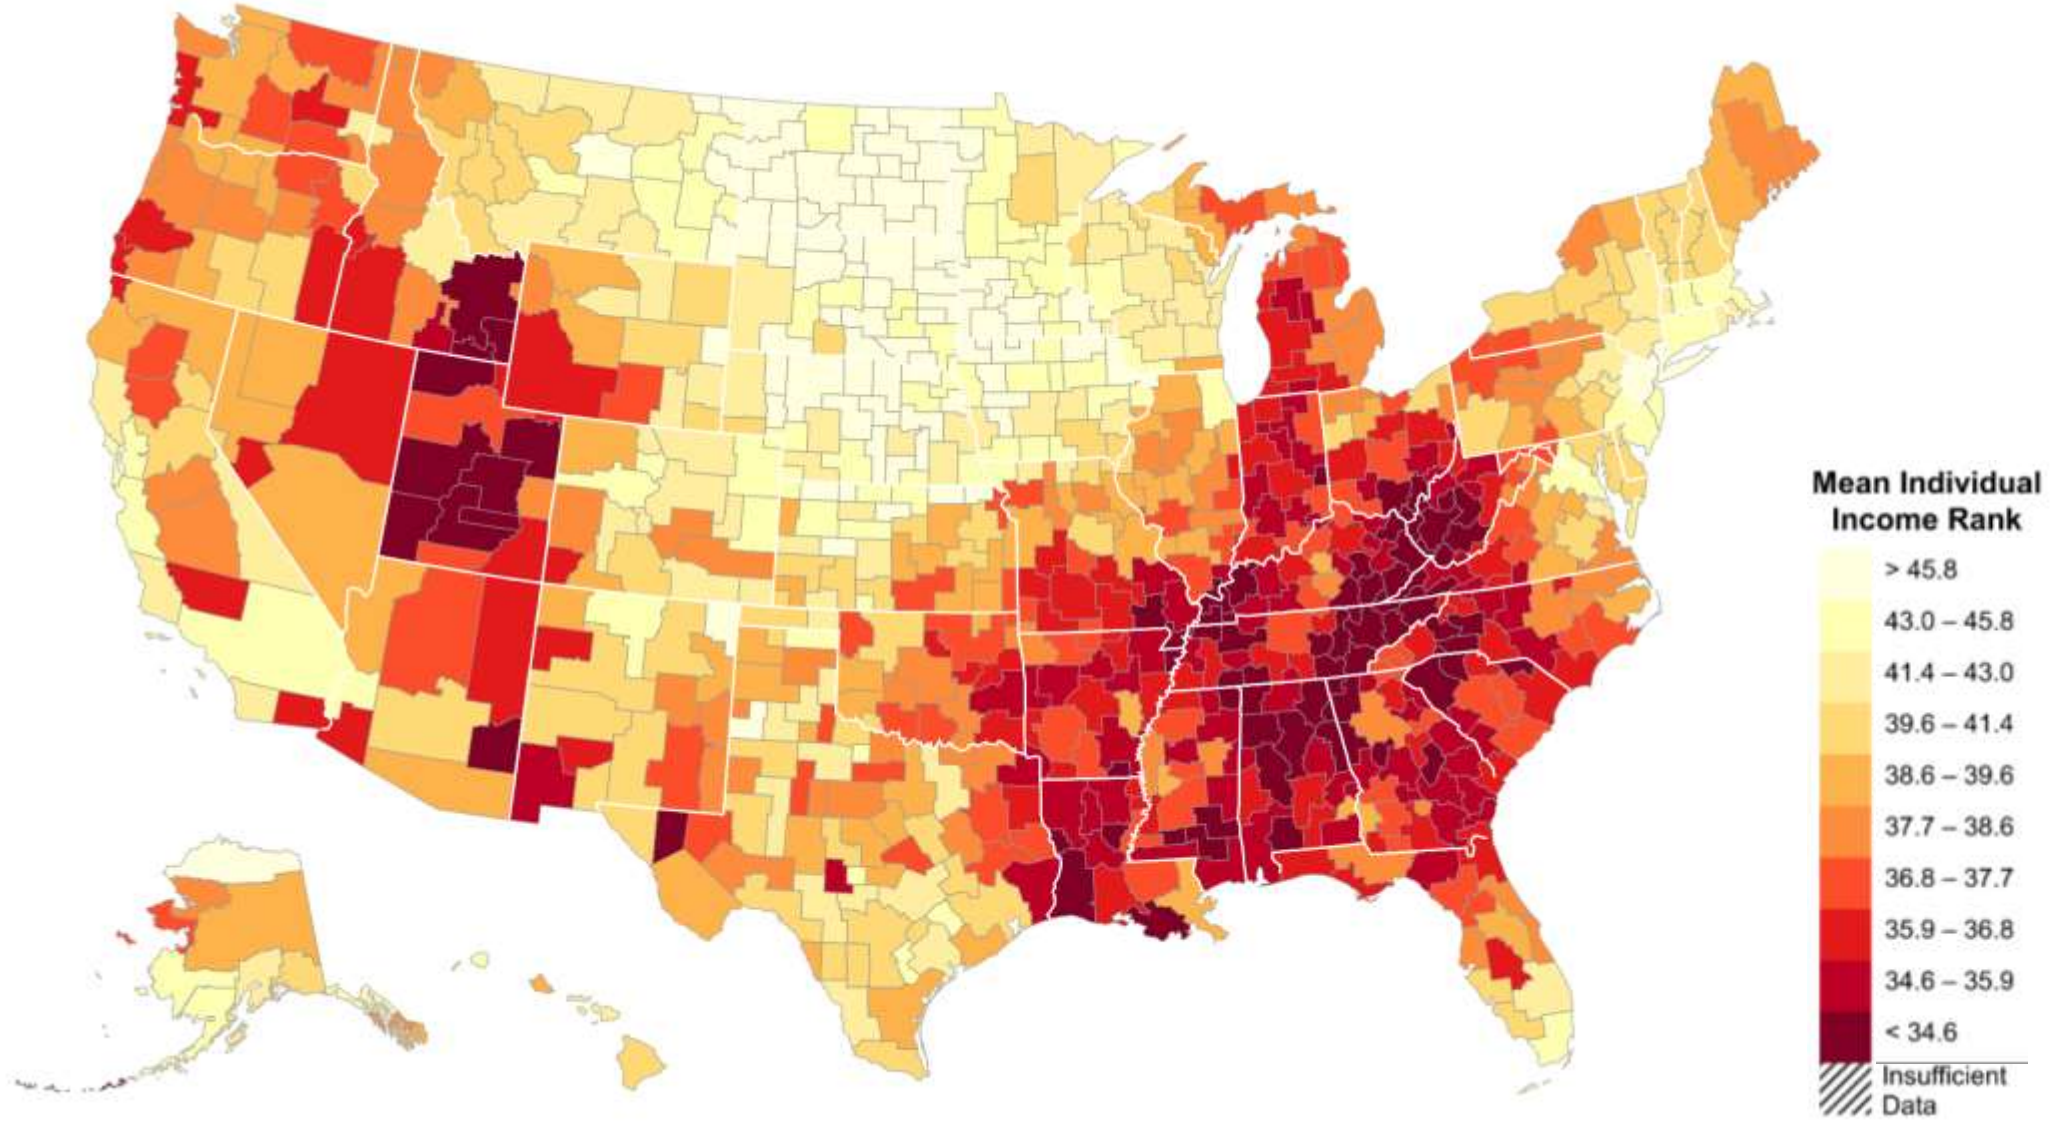 Mean Individual
Income Rank
> 45.8
43.0 – 45.8
41.4 – 43.0
39.6 – 41.4
38.6 – 39.6
37.7 – 38.6
36.8 – 37.7
35.9 – 36.8
34.6 – 35.9
< 34.6
Insufficient
Data